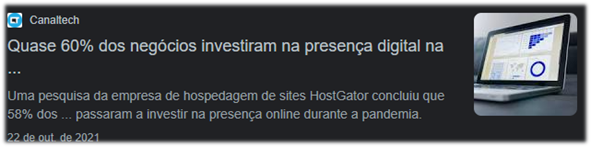 Canaltech
Quase 60% dos negócios investiram na presença digital na
...
Uma pesquisa da empresa de hospedagem de sites HostGator concluiu que
58% dos ... passaram a investir na presença online durante a pandemia.
22 de out. de 2021